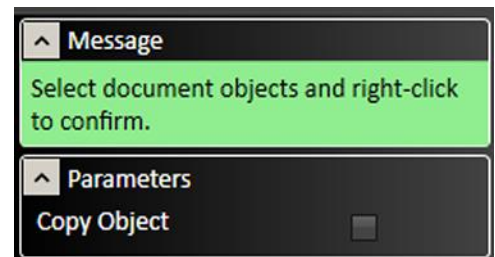 Message
Select document objects and right-click
to confirm.
Parameters
Copy Object